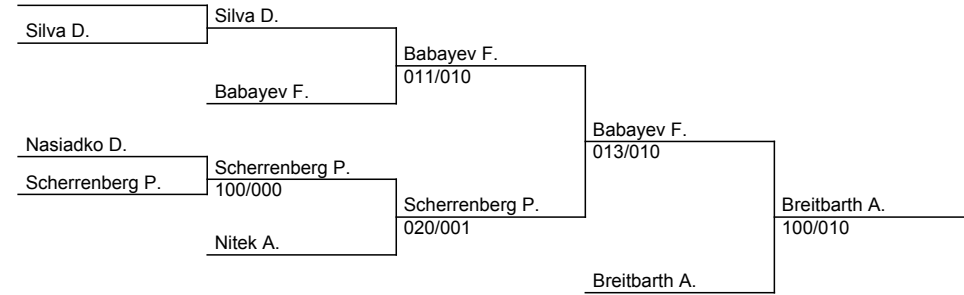 Silva D.
Silva D.
Babayev F.
011/010
Babayev F.
Babayev F.
013/010
Nasiadko D.
Scherrenberg P.
100/000
Scherrenberg P.
Scherrenberg P.
020/001
Breitbarth A.
100/010
Nitek A.
Breitbarth A.